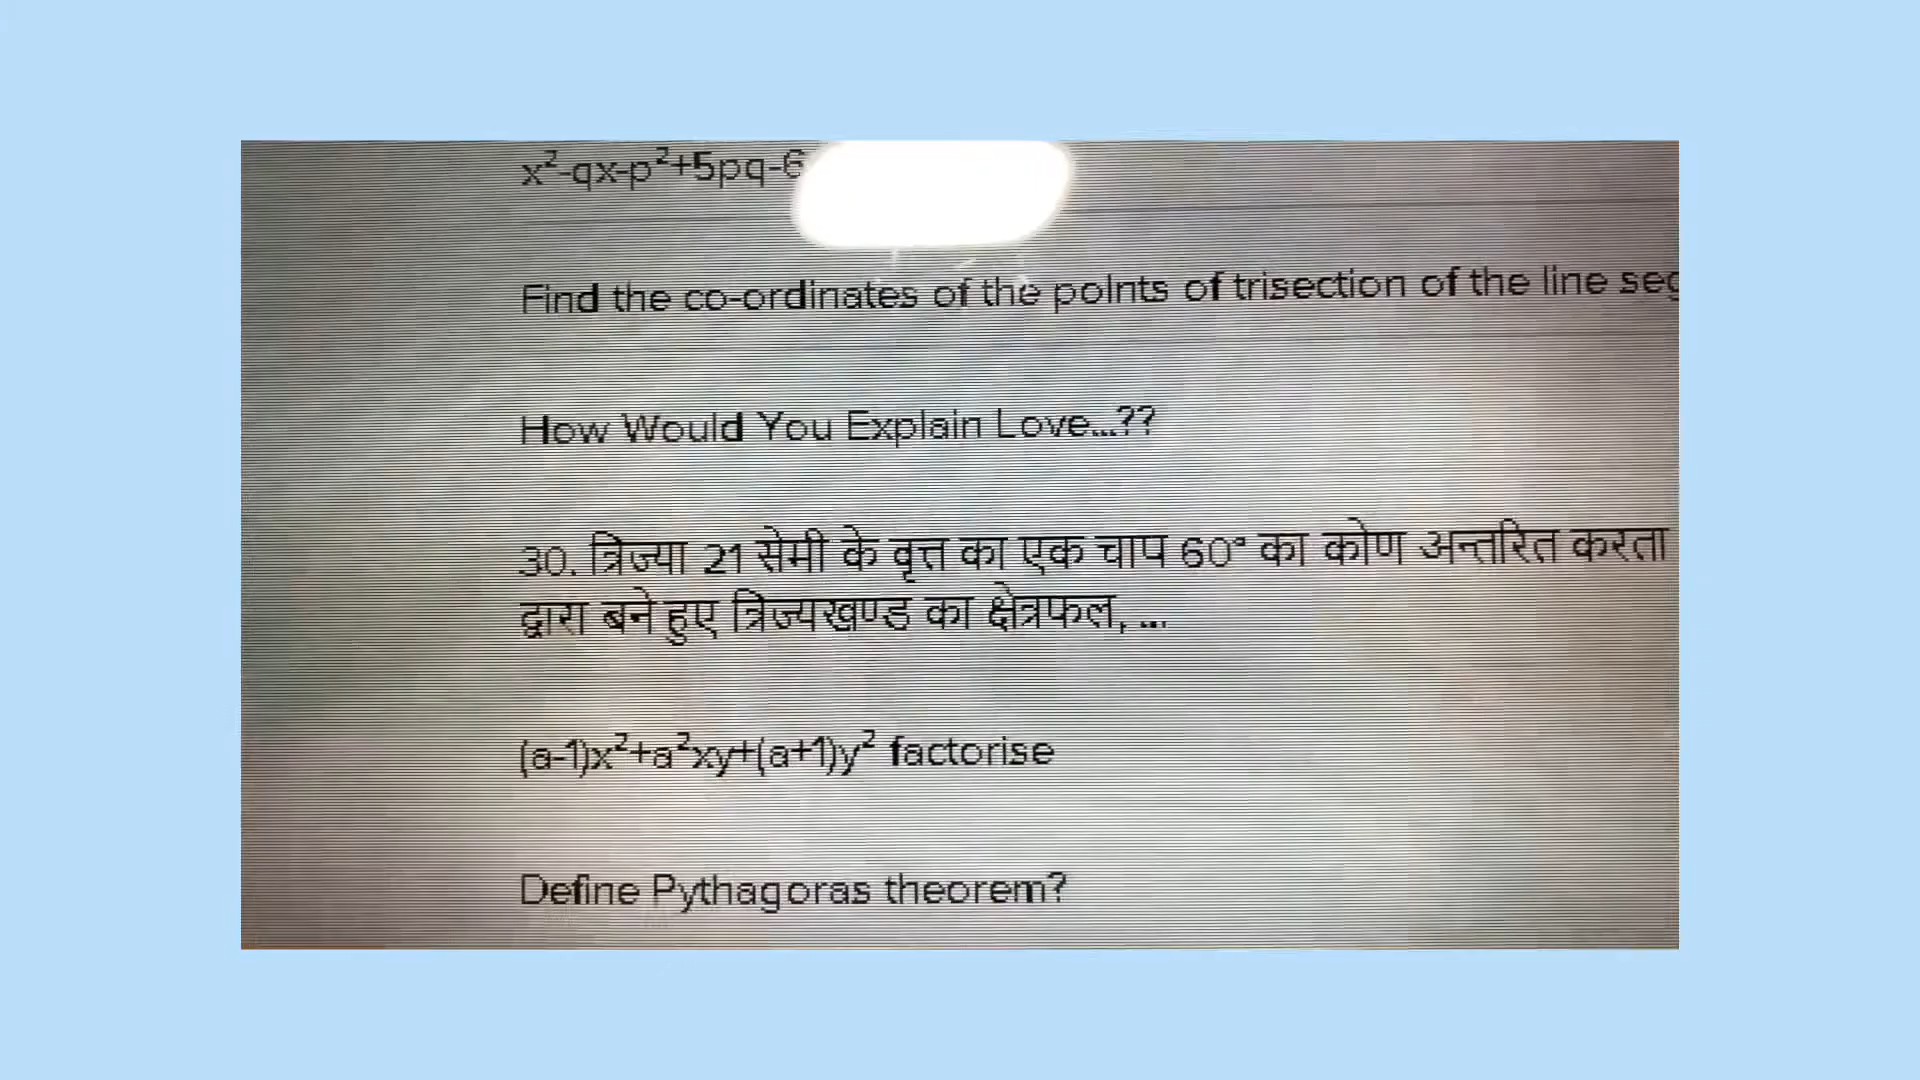 x²-qx-p²+5pq-6
Find the co-ordinates of the points of trisection of the line
How Would You Explain Love...??
30. त्रिज्या 21 सेमी के वृत्त का एक चाप 60° का कोण अन्तरित करता
द्वारा बने हुए त्रिज्यखण्ड का क्षेत्रफल, ...
(a-1)x²+a²xy+(a+1)y² factorise
Define Pythagoras theorem?